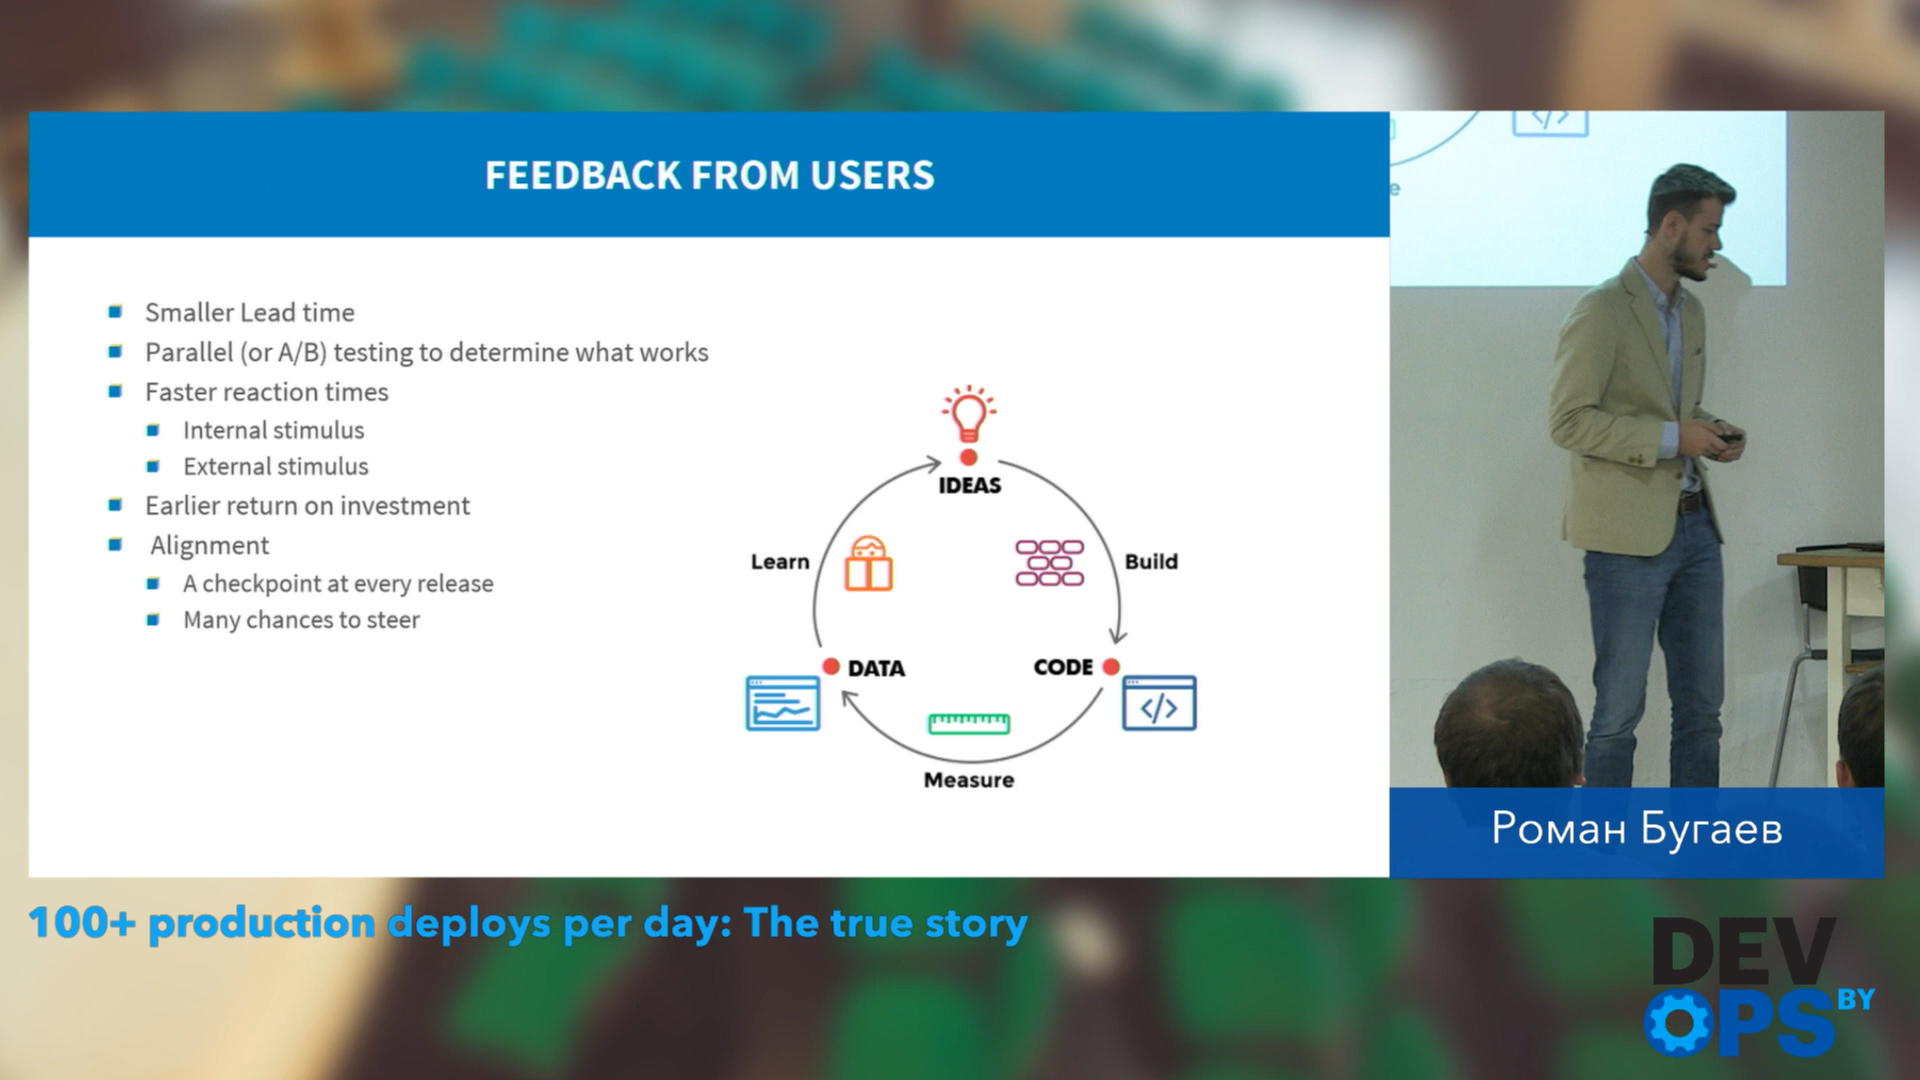 FEEDBACK FROM USERS
Smaller Lead time
Parallel (or A/B) testing to determine what works
Faster reaction times
Internal stimulus
External stimulus
Earlier return on investment
Alignment
A checkpoint at every release
Many chances to steer
IDEAS
Learn
Build
DATA
CODE
</>
Measure
</>
e
Роман Бугаев
100+ production deploys per day: The true story
DEV
OPS BY